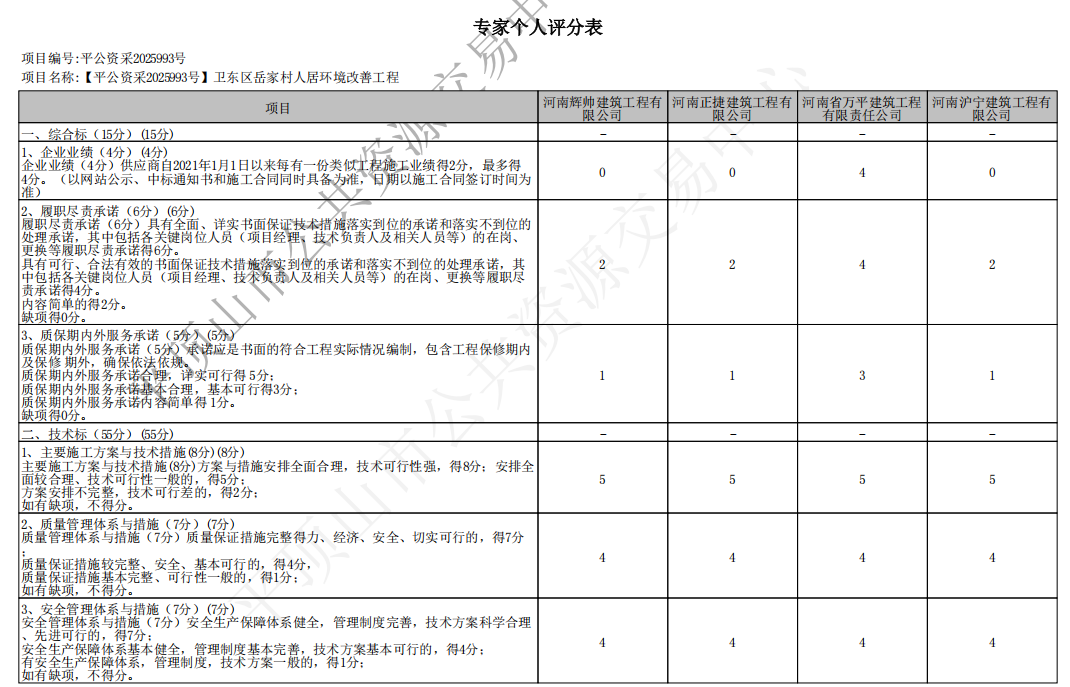 专家个人评分表
项目编号:平公资采2025993号
项目名称:【平公资采2025993号】卫东区岳家村人居环境改善工程
项目
河南辉帅建筑工程有限公司
河南正捷建筑工程有限公司
河南省万平建筑工程有限责任公司
河南沪宁建筑工程有限公司
一、综合标（15分）(15分)
–
–
–
–
1、企业业绩（4分）(4分)
企业业绩（4分）供应商自2021年1月1日以来每有一份类似工程施工业绩得2分，最多得
4分。（以网站公示、中标通知书和施工合同同时具备为准，日期以施工合同签订时间为
准）
0
0
4
0
2、履职尽责承诺（6分）(6分)
履职尽责承诺（6分）具有全面、详实书面保证技术措施落实到位的承诺和落实不到位的
处理承诺，其中包括各关键岗位人员（项目经理、技术负责人及相关人员等）的在岗、
更换等履职尽责承诺得6分。
具有可行、合法有效的书面保证技术措施落实到位的承诺和落实不到位的处理承诺，其
中包括各关键岗位人员（项目经理、技术负责人及相关人员等）的在岗、更换等履职尽
责承诺得4分。
内容简单的得2分。
缺项得0分。
2
2
4
2
3、质保期内外服务承诺（5分）(5分)
质保期内外服务承诺（5分）承诺应是书面的符合工程实际情况编制，包含工程保修期内
及保修 期外，确保依法依规。
质保期内外服务承诺合理，详实可行得 5分；
质保期内外服务承诺基本合理，基本可行得3分；
质保期内外服务承诺内容简单得 1分。
缺项得0分。
1
1
3
1
二、技术标（55分）(55分)
–
–
–
–
1、主要施工方案与技术措施(8分)(8分)
主要施工方案与技术措施(8分)方案与措施安排全面合理，技术可行性强，得8分；安排全
面较合理、技术可行性一般的，得5分；
方案安排不完整，技术可行差的，得2分；
如有缺项，不得分。
5
5
5
5
2、质量管理体系与措施（7分）(7分)
质量管理体系与措施（7分）质量保证措施完整得力、经济、安全、切实可行的，得7分
；
质量保证措施较完整、安全、基本可行的，得4分，
质量保证措施基本完整、可行性一般的，得1分；
如有缺项，不得分。
4
4
4
4
3、安全管理体系与措施（7分）(7分)
安全管理体系与措施（7分）安全生产保障体系健全，管理制度完善，技术方案科学合理
、先进可行的，得7分；
安全生产保障体系基本健全，管理制度基本完善，技术方案基本可行的，得4分；
有安全生产保障体系，管理制度，技术方案一般的，得1分；
如有缺项，不得分。
4
4
4
4
平顶山市公共资源交易中
平顶山市公共资源交易中心